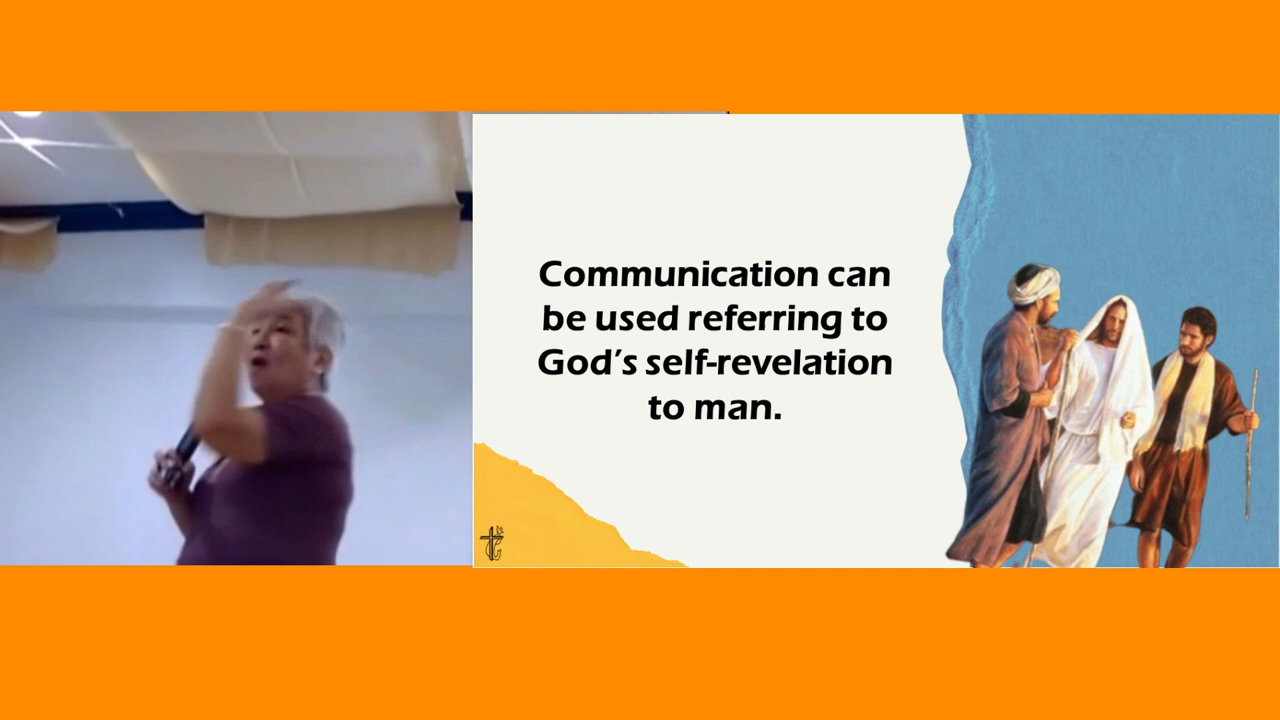 Communication can
be used referring to
God's self-revelation
to man.